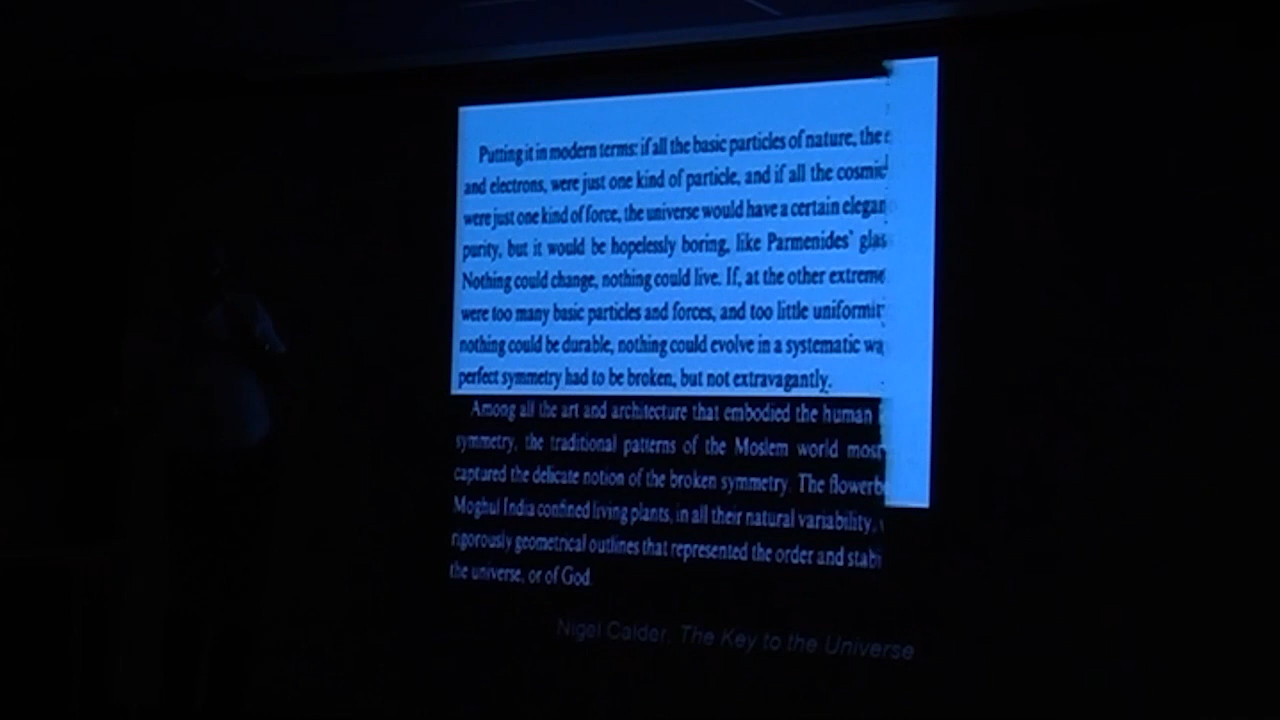 Putting it in modern terms: if all the basic particles of nature, the
and electrons, were just one kind of particle, and if all the cosmic
were just one kind of force, the universe would have a certain
purity, but it would be hopelessly boring, like Parmenides'
Nothing could change, nothing could live. If, at the other extreme
were too many basic particles and forces, and too little
nothing could be durable, nothing could evolve in a systematic
perfect symmetry had to be broken, but not extravagantly.
Among all the art and architecture that embodied the human
symmetry, the traditional patterns of the Moslem world
captured the delicate notion of the broken symmetry. The
Moghul India confined living plants, in all their natural variability,
rigorously geometrical outlines that represented the order and
the universe, or of God.
Nigel Calder, The Key to the Universe